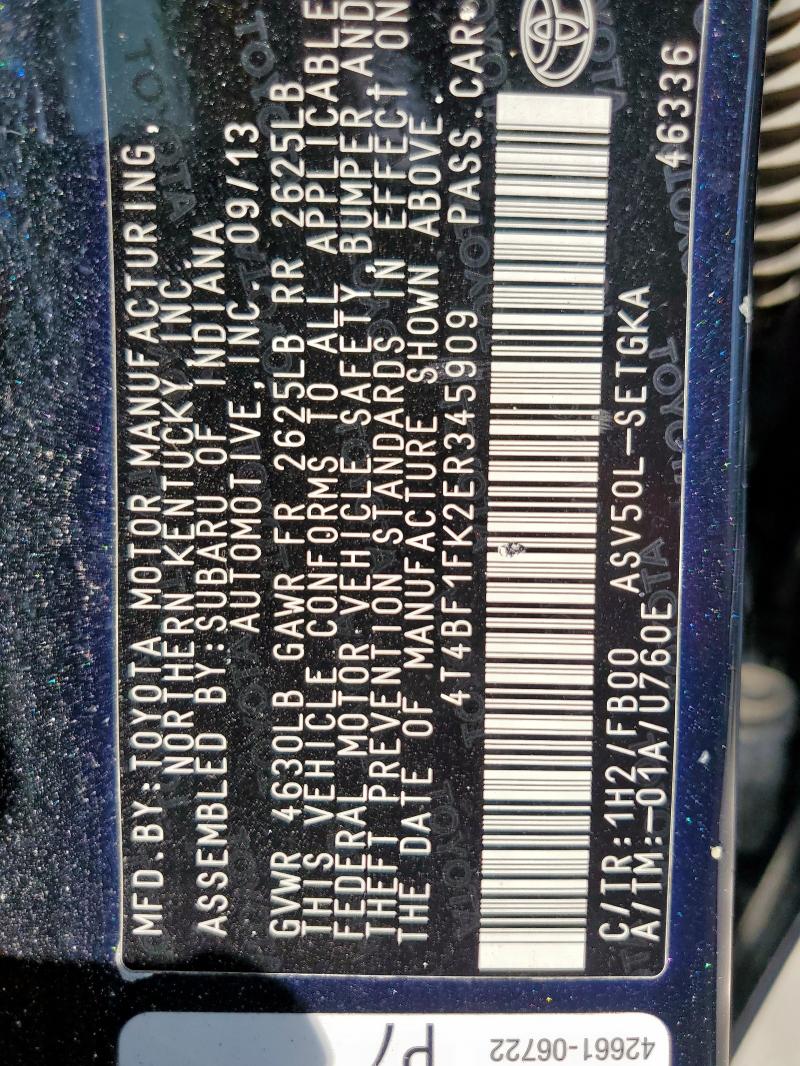 MFD.BY:TOYOTA MOTOR MANUFACTURING,
NORTHERN KENTUCKY,INC
ASSEMBLED BY:SUBARU OF INDIANA
AUTOMOTIVE,INC. 09/13
GVWR 4630LB GAWR FR 2625LB RR 2625LB
THIS VEHICLE CONFORMS TO ALL APPLICABLE
FEDERAL MOTOR VEHICLE SAFETY,BUMPER AND
THEFT PREVENTION STANDARDS IN EFFECT ON
THE DATE OF MANUFACTURE SHOWN ABOVE.
4T4BF1FK2ER345909 PASS.CAR
C/TR:1H2/FB00 ASV50L-SETGKA
A/TM:-01A/U760E 46336
42661-06722